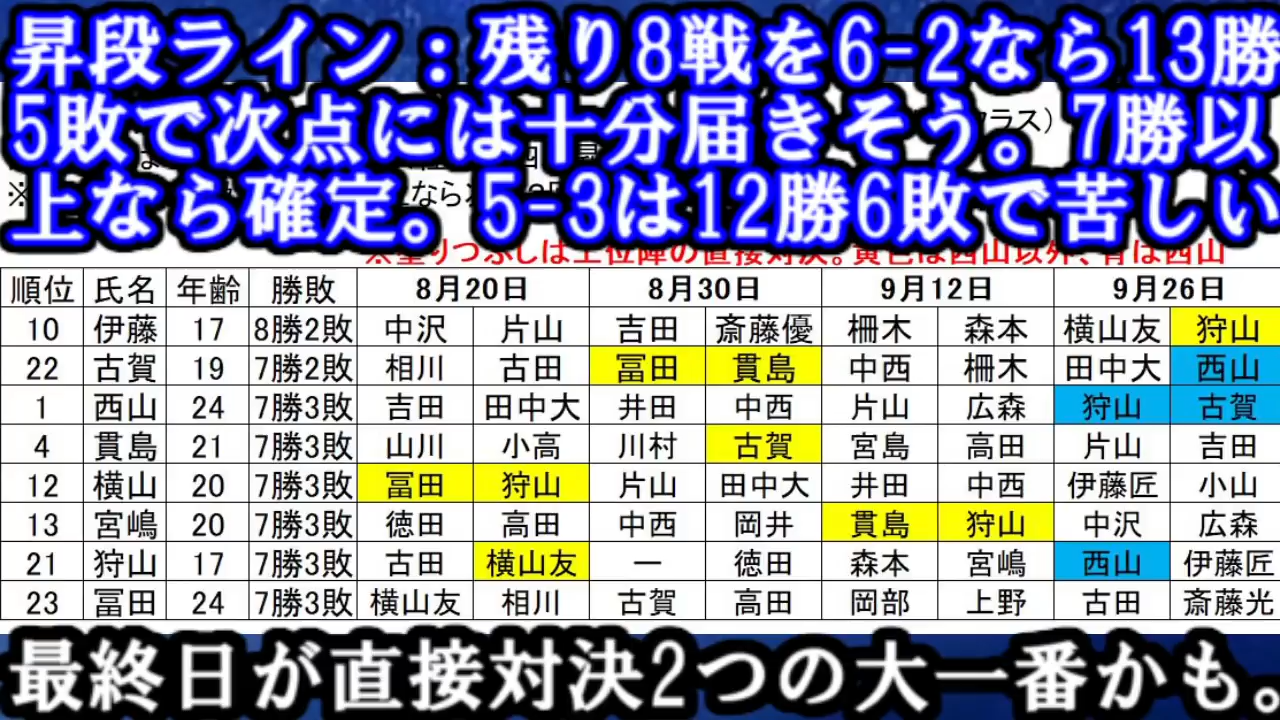 昇段ライン：残り8戦を6-2なら13勝
5敗で次点には十分届きそう。7勝以
上なら確定。5-3は12勝6敗で苦しい
順位 氏名 年齢 勝敗 8月20日 8月30日 9月12日 9月26日
10 伊藤 17 8勝2敗 中沢 片山 吉田 斎藤優 柵木 森本 横山友 狩山
22 古賀 19 7勝2敗 相川 古田 冨田 貫島 中西 柵木 田中大 西山
1 西山 24 7勝3敗 吉田 田中大 井田 中西 片山 広森 狩山 古賀
4 貫島 21 7勝3敗 山川 小高 川村 古賀 宮島 高田 片山 吉田
12 横山 20 7勝3敗 冨田 狩山 片山 田中大 井田 中西 伊藤匠 小山
13 宮嶋 20 7勝3敗 徳田 高田 中西 岡井 貫島 狩山 中沢 広森
21 狩山 17 7勝3敗 古田 横山友 ― 徳田 森本 宮嶋 西山 伊藤匠
23 冨田 24 7勝3敗 横山友 相川 古賀 高田 岡部 上野 古田 斎藤光
最終日が直接対決2つの大一番かも。